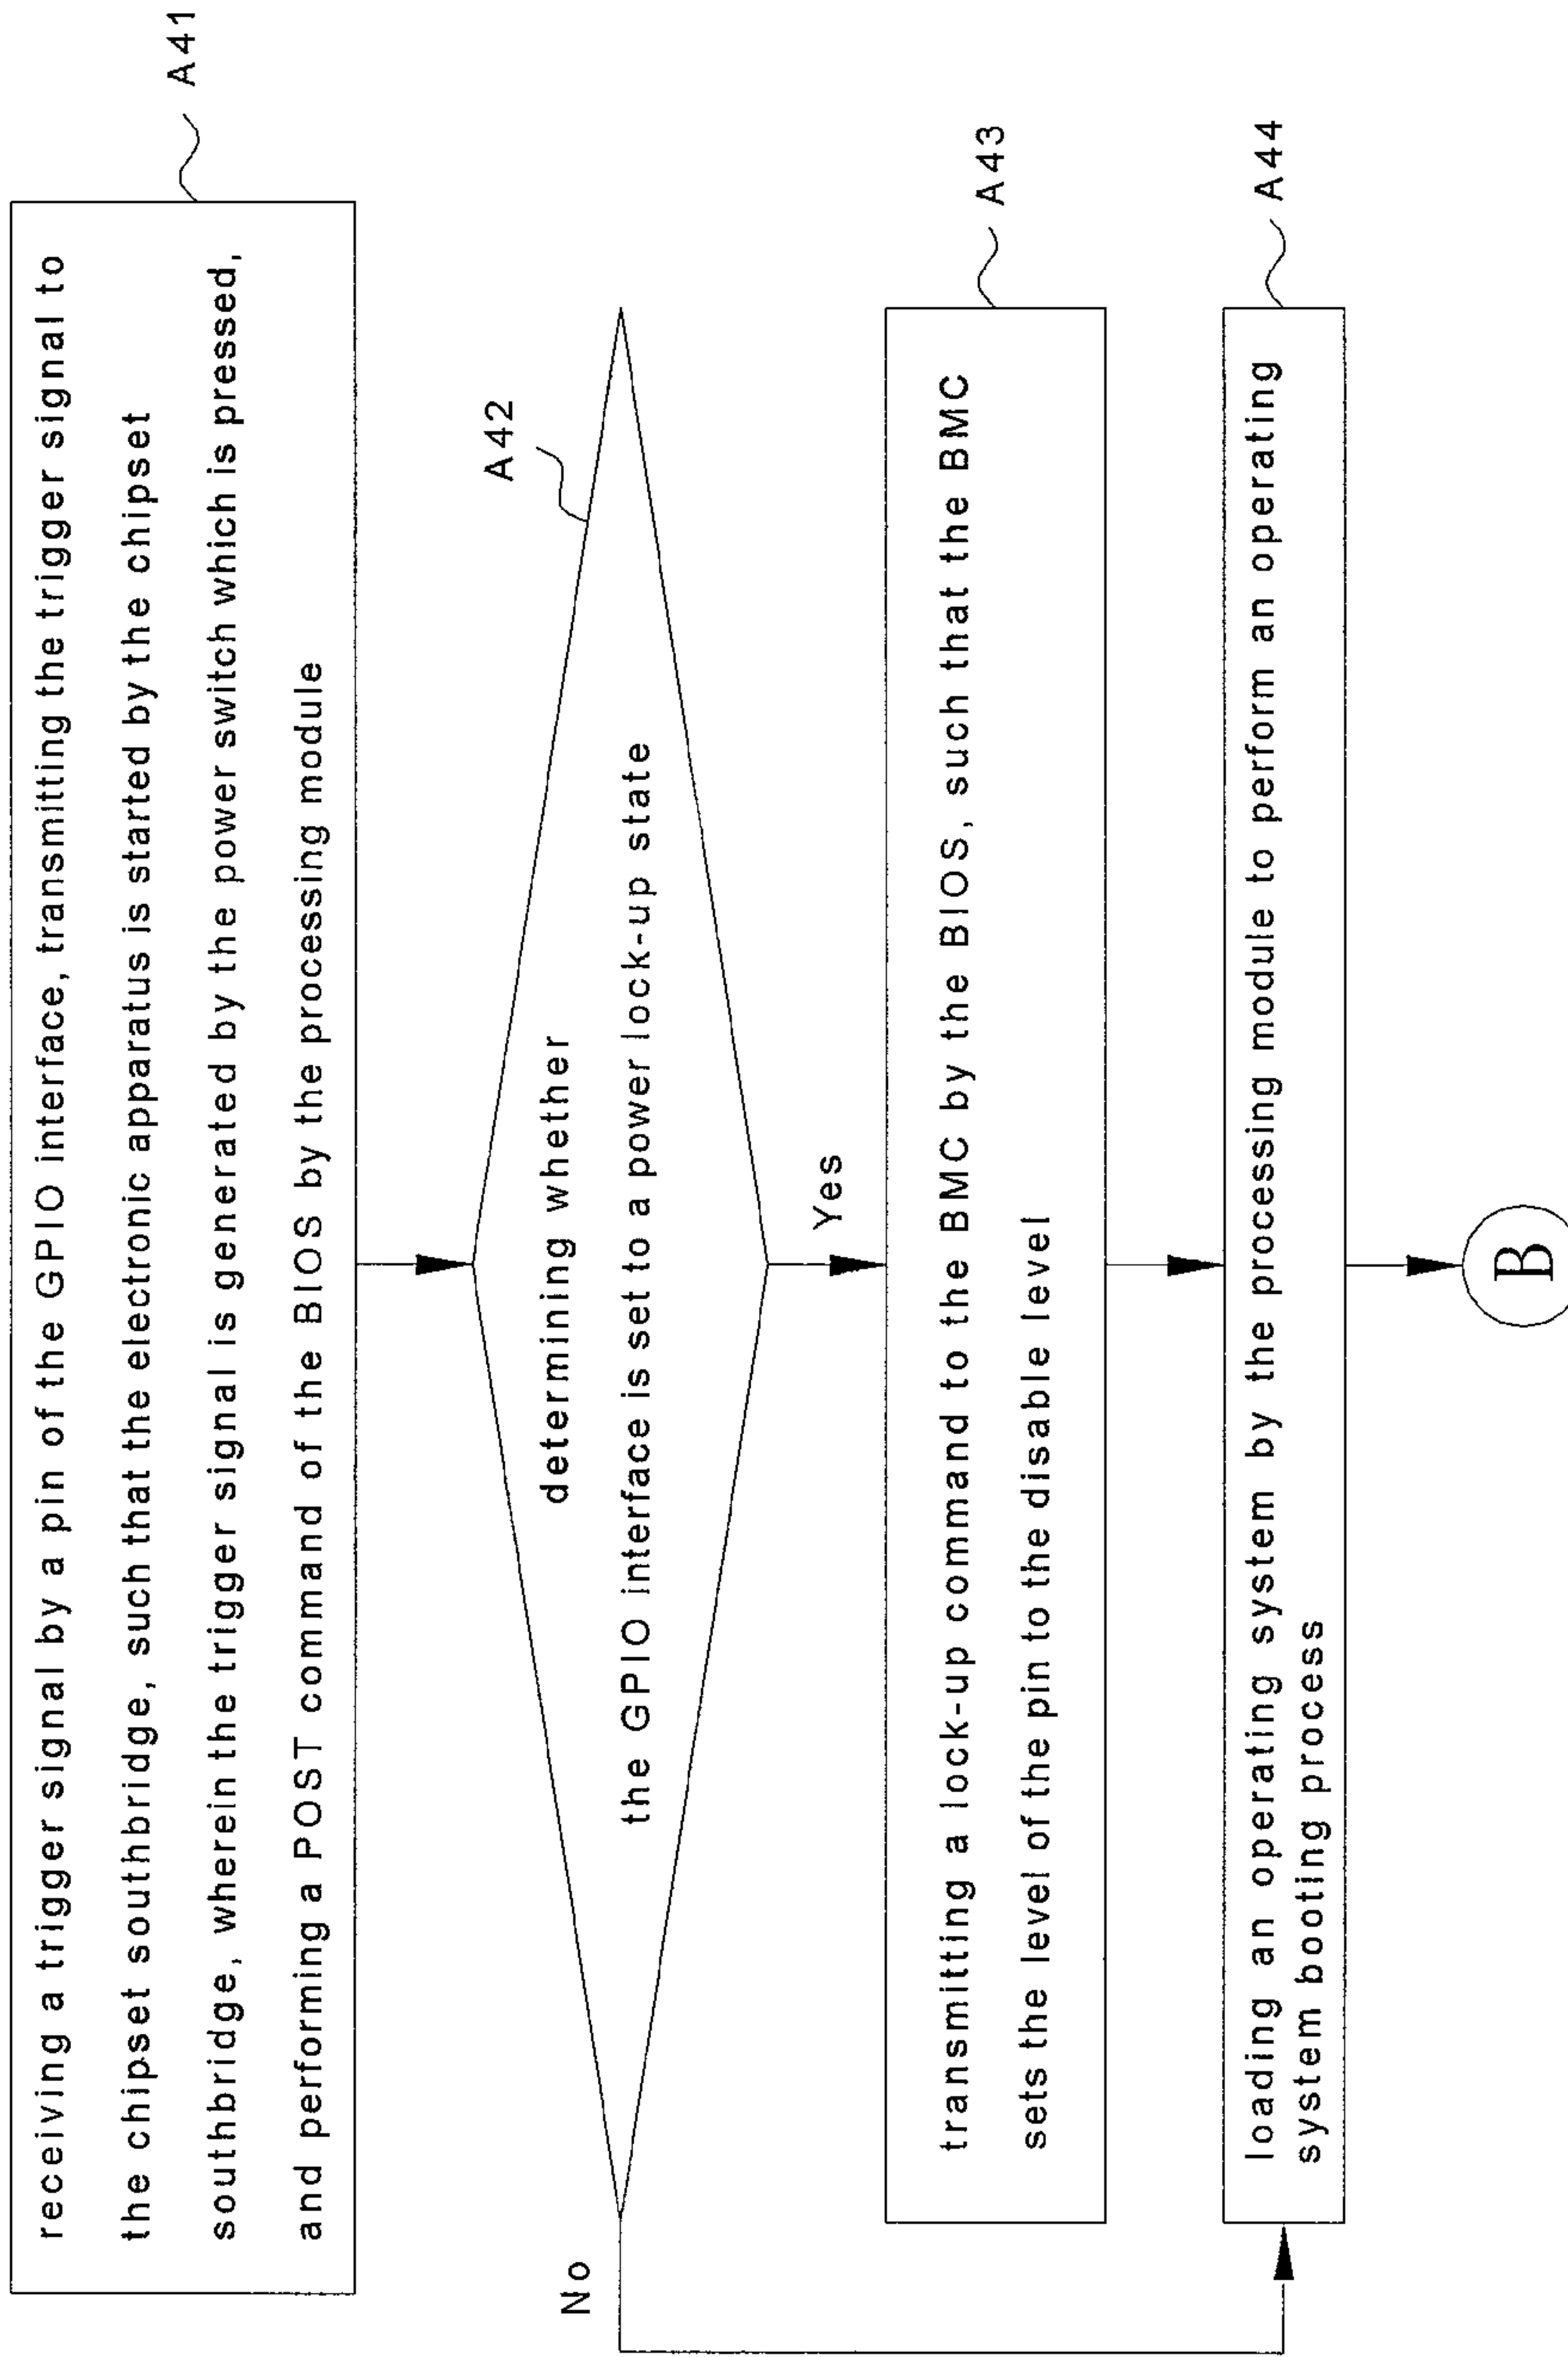 receiving a trigger signal by a pin of the GPIO interface, transmitting the trigger signal to
the chipset southbridge, such that the electronic apparatus is started by the chipset
southbridge, wherein the trigger signal is generated by the power switch which is pressed,
and performing a POST command of the BIOS by the processing module
A41
A42
determining whether
the GPIO interface is set to a power lock-up state
No
Yes
transmitting a lock-up command to the BMC by the BIOS, such that the BMC
sets the level of the pin to the disable level
A43
loading an operating system by the processing module to perform an operating
system booting process
A44
B